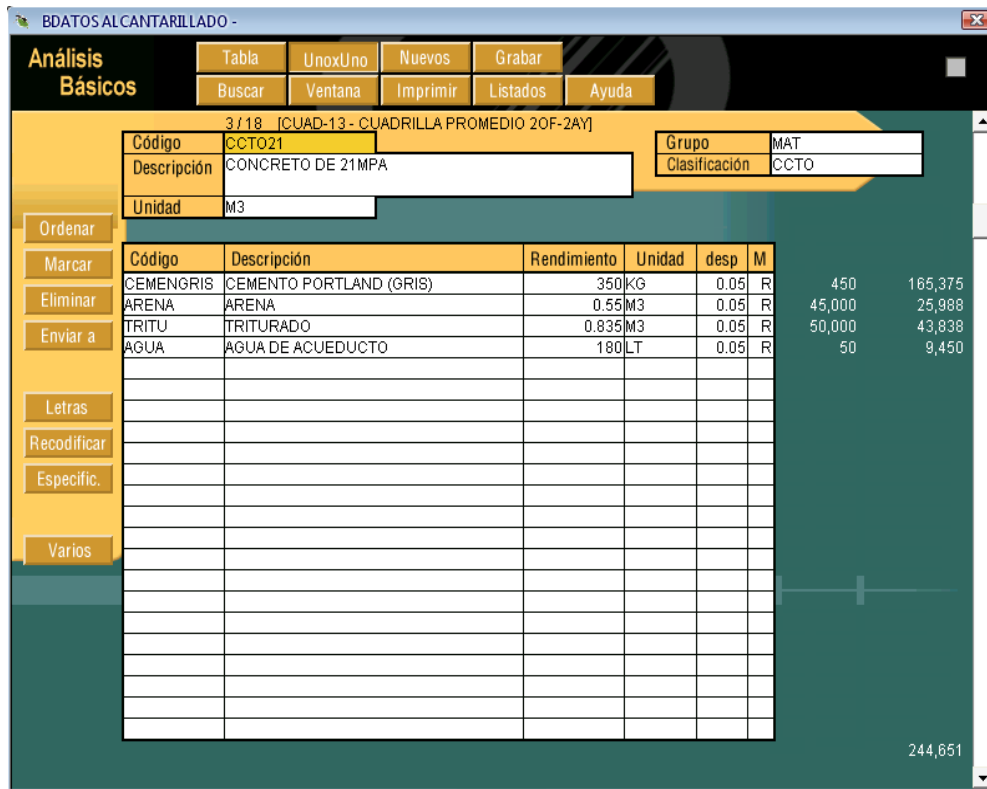 BDATOS ALCANTARILLADO -
Análisis
Básicos
Tabla UnoxUno Nuevos Grabar
Buscar Ventana Imprimir Listados Ayuda
3 / 18 [CUAD-13 - CUADRILLA PROMEDIO 2OF-2AY]
Código CCTO21 Grupo MAT
Descripción CONCRETO DE 21MPA Clasificación CCTO
Unidad M3
Ordenar
Marcar
Eliminar
Enviar a
Letras
Recodificar
Especific.
Varios
Código Descripción Rendimiento Unidad desp M
CEMENGRIS CEMENTO PORTLAND (GRIS) 350 KG 0.05 R 450 165,375
ARENA ARENA 0.55 M3 0.05 R 45,000 25,988
TRITU TRITURADO 0.835 M3 0.05 R 50,000 43,838
AGUA AGUA DE ACUEDUCTO 180 LT 0.05 R 50 9,450
244,651